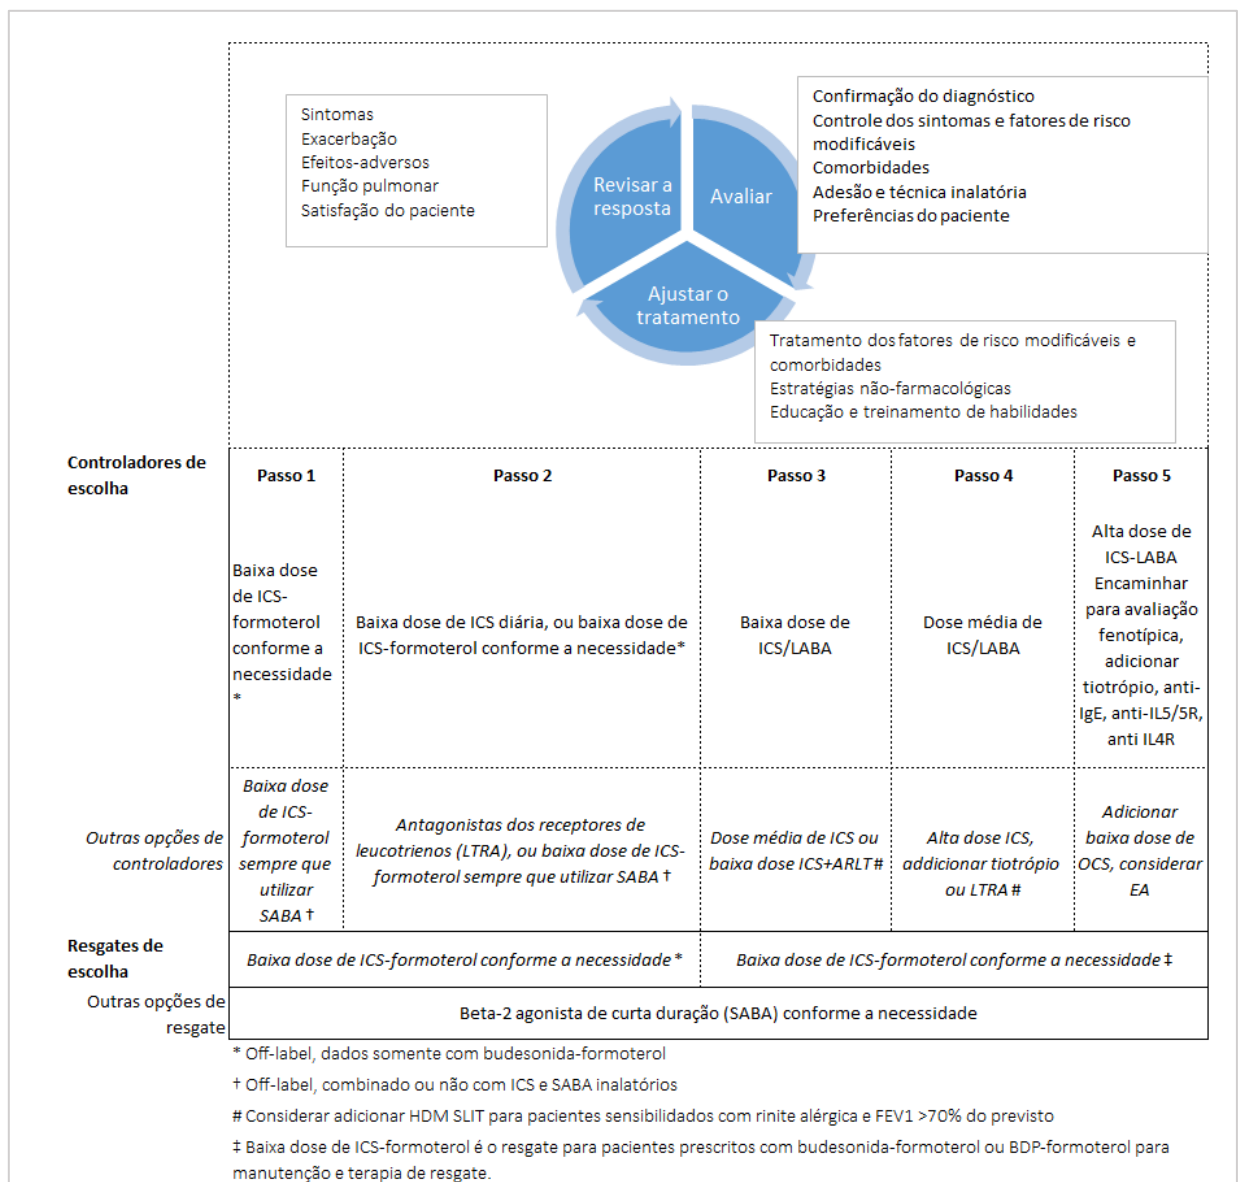 Sintomas
Exacerbação
Efeitos-adversos
Função pulmonar
Satisfação do paciente
Revisar a
resposta
Avaliar
Ajustar o
tratamento
Confirmação do diagnóstico
Controle dos sintomas e fatores de risco
modificáveis
Comorbidades
Adesão e técnica inalatória
Preferências do paciente
Tratamento dos fatores de risco modificáveis e
comorbidades
Estratégias não-farmacológicas
Educação e treinamento de habilidades
Controladores de
escolha
Passo 1
Passo 2
Passo 3
Passo 4
Passo 5
Baixa dose
de ICS-
formoterol
conforme a
necessidade
*
Baixa dose de ICS diária, ou baixa dose de
ICS-formoterol conforme a necessidade*
Baixa dose de
ICS/LABA
Dose média de
ICS/LABA
Alta dose de
ICS-LABA
Encaminhar
para avaliação
fenotípica,
adicionar
tiotrópio, anti-
IgE, anti-IL5/5R,
anti IL4R
Outras opções de
controladores
Baixa dose
de ICS-
formoterol
sempre que
utilizar
SABA †
Antagonistas dos receptores de
leucotrienos (LTRA), ou baixa dose de ICS-
formoterol sempre que utilizar SABA †
Dose média de ICS ou
baixa dose ICS+ARLT #
Alta dose ICS,
addicionar tiotrópio
ou LTRA #
Adicionar
baixa dose de
OCS, considerar
EA
Resgates de
escolha
Baixa dose de ICS-formoterol conforme a necessidade *
Baixa dose de ICS-formoterol conforme a necessidade ‡
Outras opções de
resgate
Beta-2 agonista de curta duração (SABA) conforme a necessidade
* Off-label, dados somente com budesonida-formoterol
† Off-label, combinado ou não com ICS e SABA inalatórios
# Considerar adicionar HDM SLIT para pacientes sensibilidados com rinite alérgica e FEV1 >70% do previsto
‡ Baixa dose de ICS-formoterol é o resgate para pacientes prescritos com budesonida-formoterol ou BDP-formoterol para
manutenção e terapia de resgate.